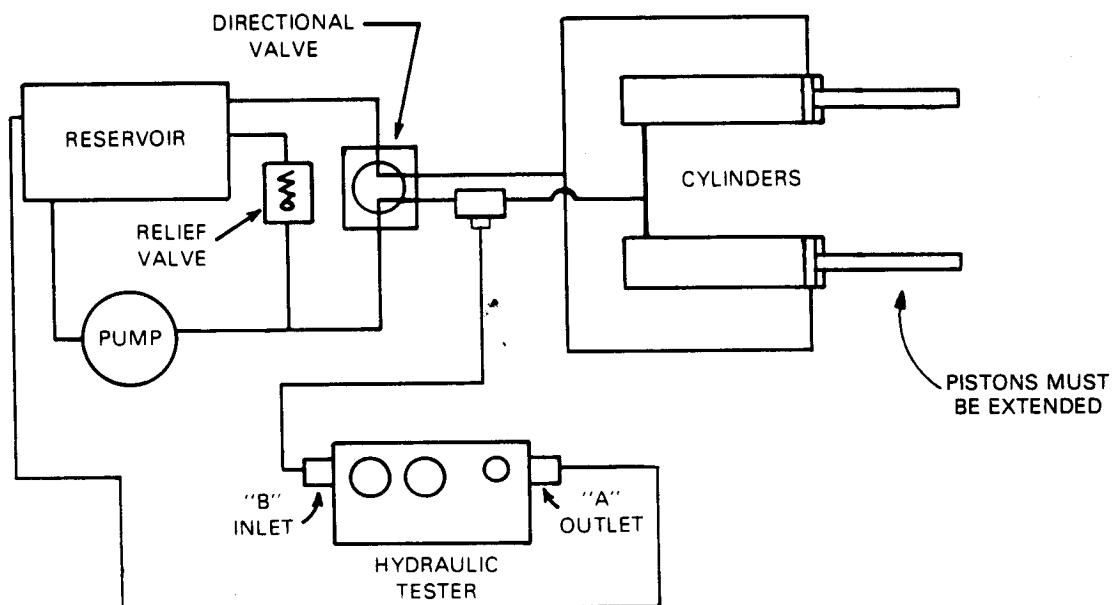 DIRECTIONAL
VALVE
RESERVOIR
CYLINDERS
RELIEF
VALVE
PUMP
PISTONS MUST
BE EXTENDED
"B"
INLET
"A"
OUTLET
HYDRAULIC
TESTER